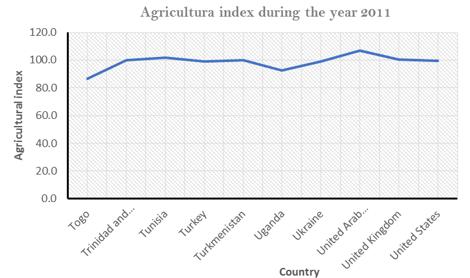 Agricultura index during the year 2011
120.0
100.0
80.0
60.0
40.0
20.0
0.0
Agricultural index
Togo
Trinidad and...
Tunisia
Turkey
Turkmenistan
Uganda
Ukraine
United Arab...
United Kingdom
United States
Country